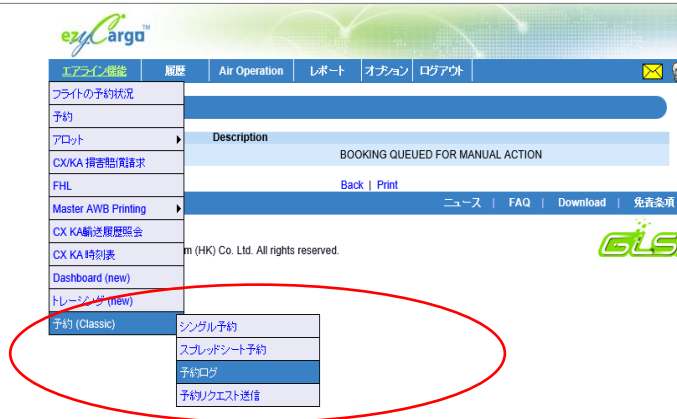 ezyCargo™
エアライン機能 履歴 Air Operation レポート オプション ログアウト
フライトの予約状況
予約
アロット
Description
CX/KA 損害賠償請求
BOOKING QUEUED FOR MANUAL ACTION
FHL
Back | Print
Master AWB Printing
ニュース | FAQ | Download | 免責条項
CX KA輸送履歴照会
CX KA 時刻表
m (HK) Co. Ltd. All rights reserved.
GLS
Dashboard (new)
トレーシング (new)
予約 (Classic)
シングル予約
スプレッドシート予約
予約ログ
予約リクエスト送信